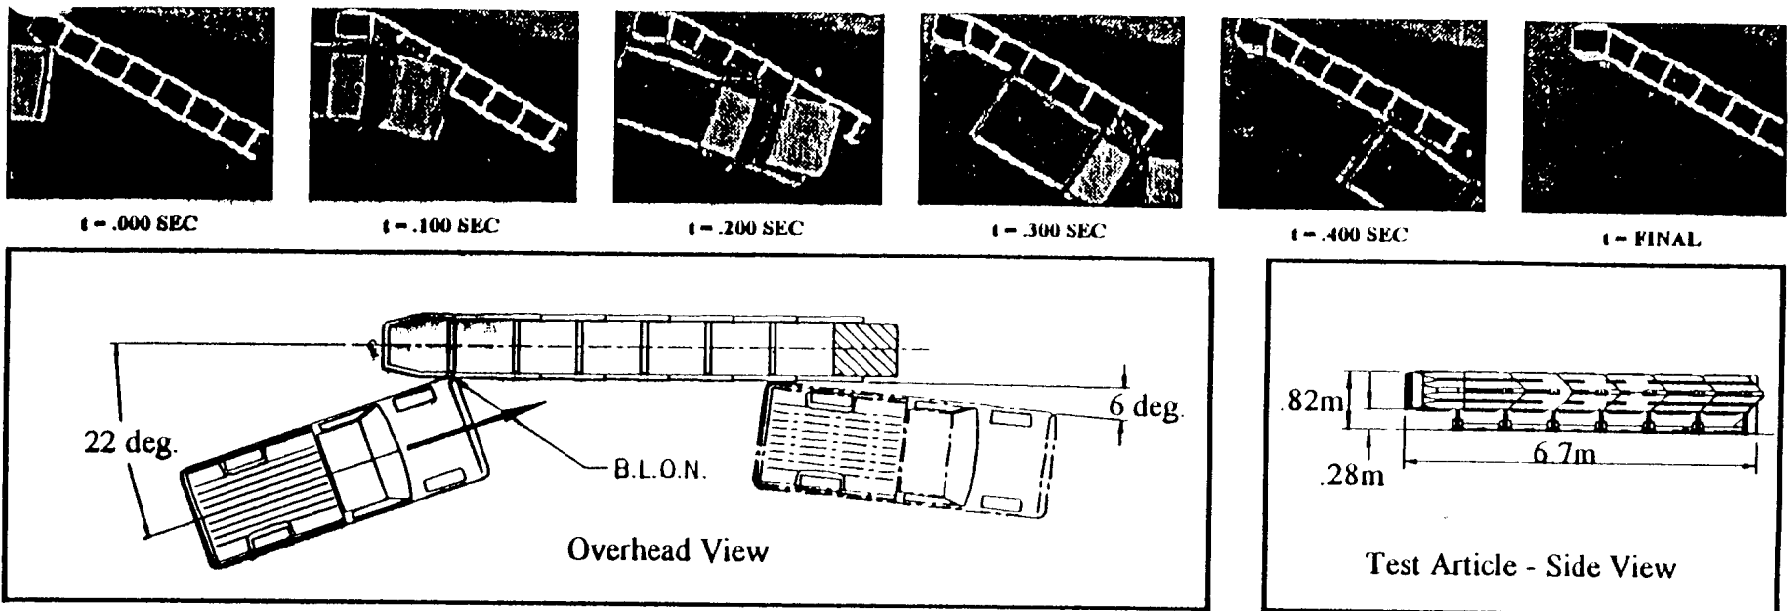 t = .000 SEC
t = .100 SEC
t = .200 SEC
t = .300 SEC
t = .400 SEC
t = FINAL
22 deg.
B.L.O.N.
6 deg.
Overhead View
.82m
.28m
6.7m
Test Article - Side View